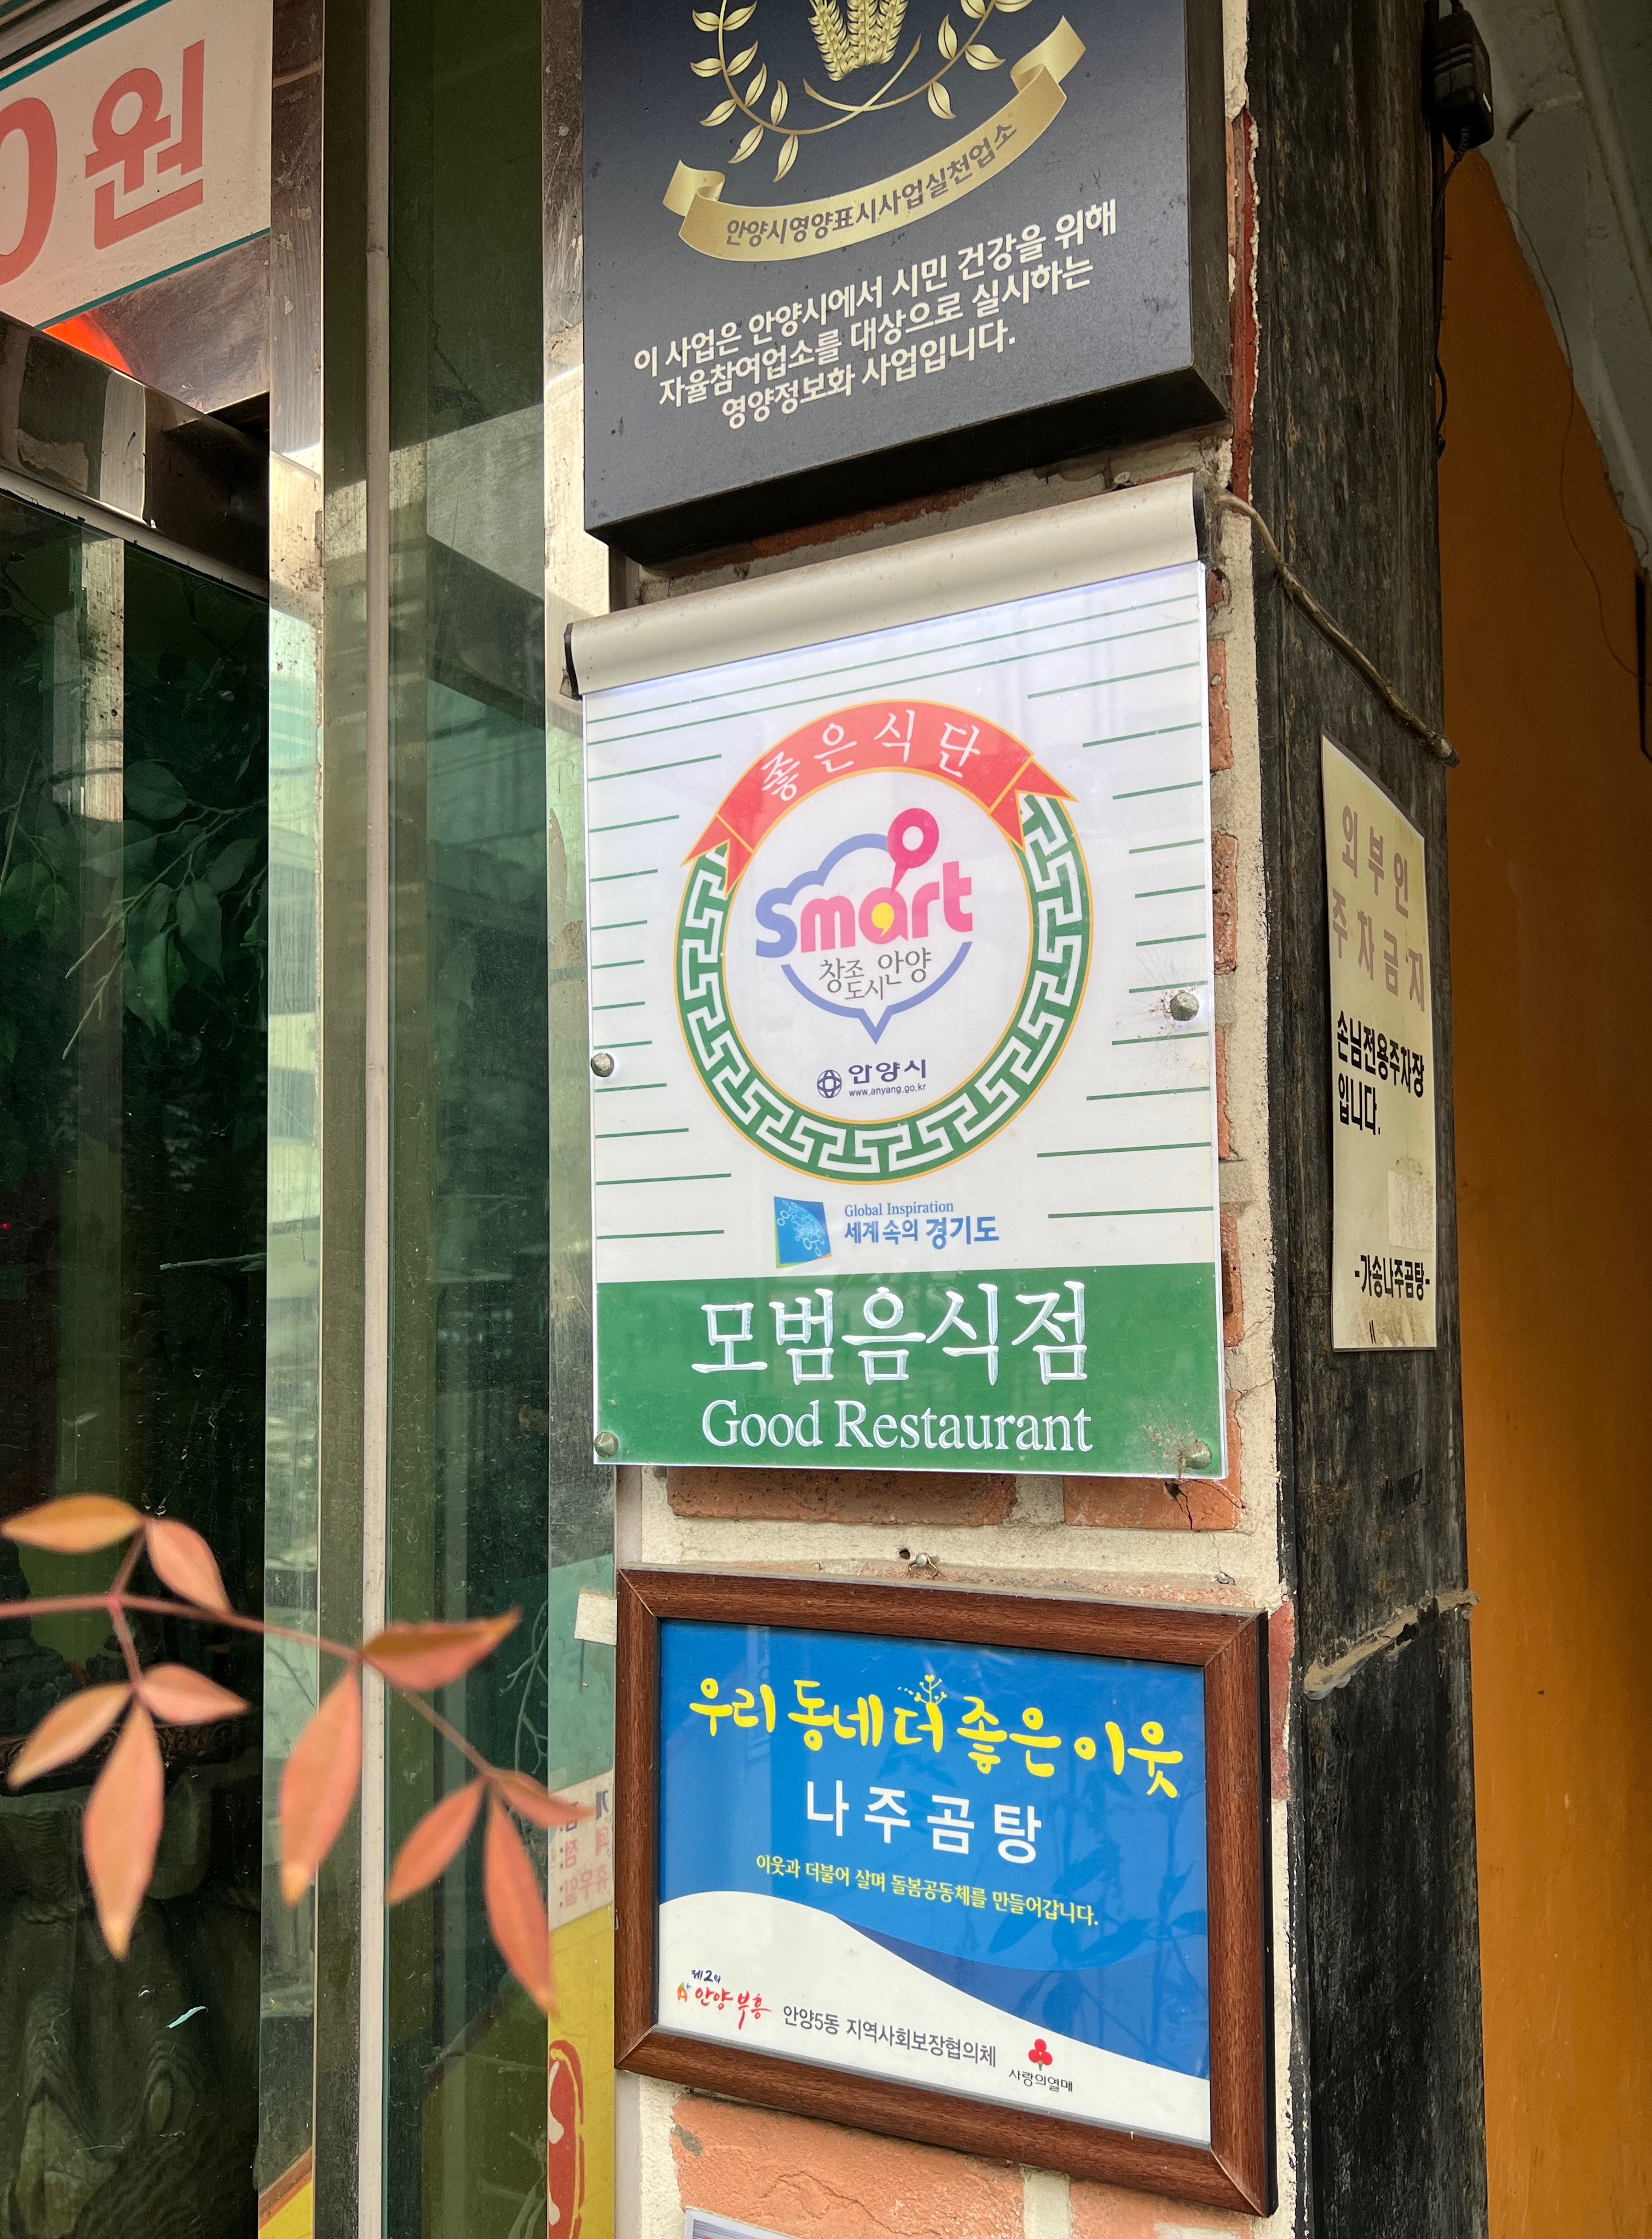 0원
안양시영양표시사업실천업소
이 사업은 안양시에서 시민 건강을 위해
자율참여업소를 대상으로 실시하는
영양정보화 사업입니다.
좋은식단
smart
창조 안양
도시
안양시
www.anyang.go.kr
Global Inspiration
세계 속의 경기도
모범음식점
Good Restaurant
외부인
주차금지
손님전용주차장
입니다.
-가송나주곰탕-
우리 동네 더 좋은 이웃
나주곰탕
이웃과 더불어 살며 돌봄공동체를 만들어갑니다.
제2의
안양 부흥
안양5동 지역사회보장협의체
사랑의열매